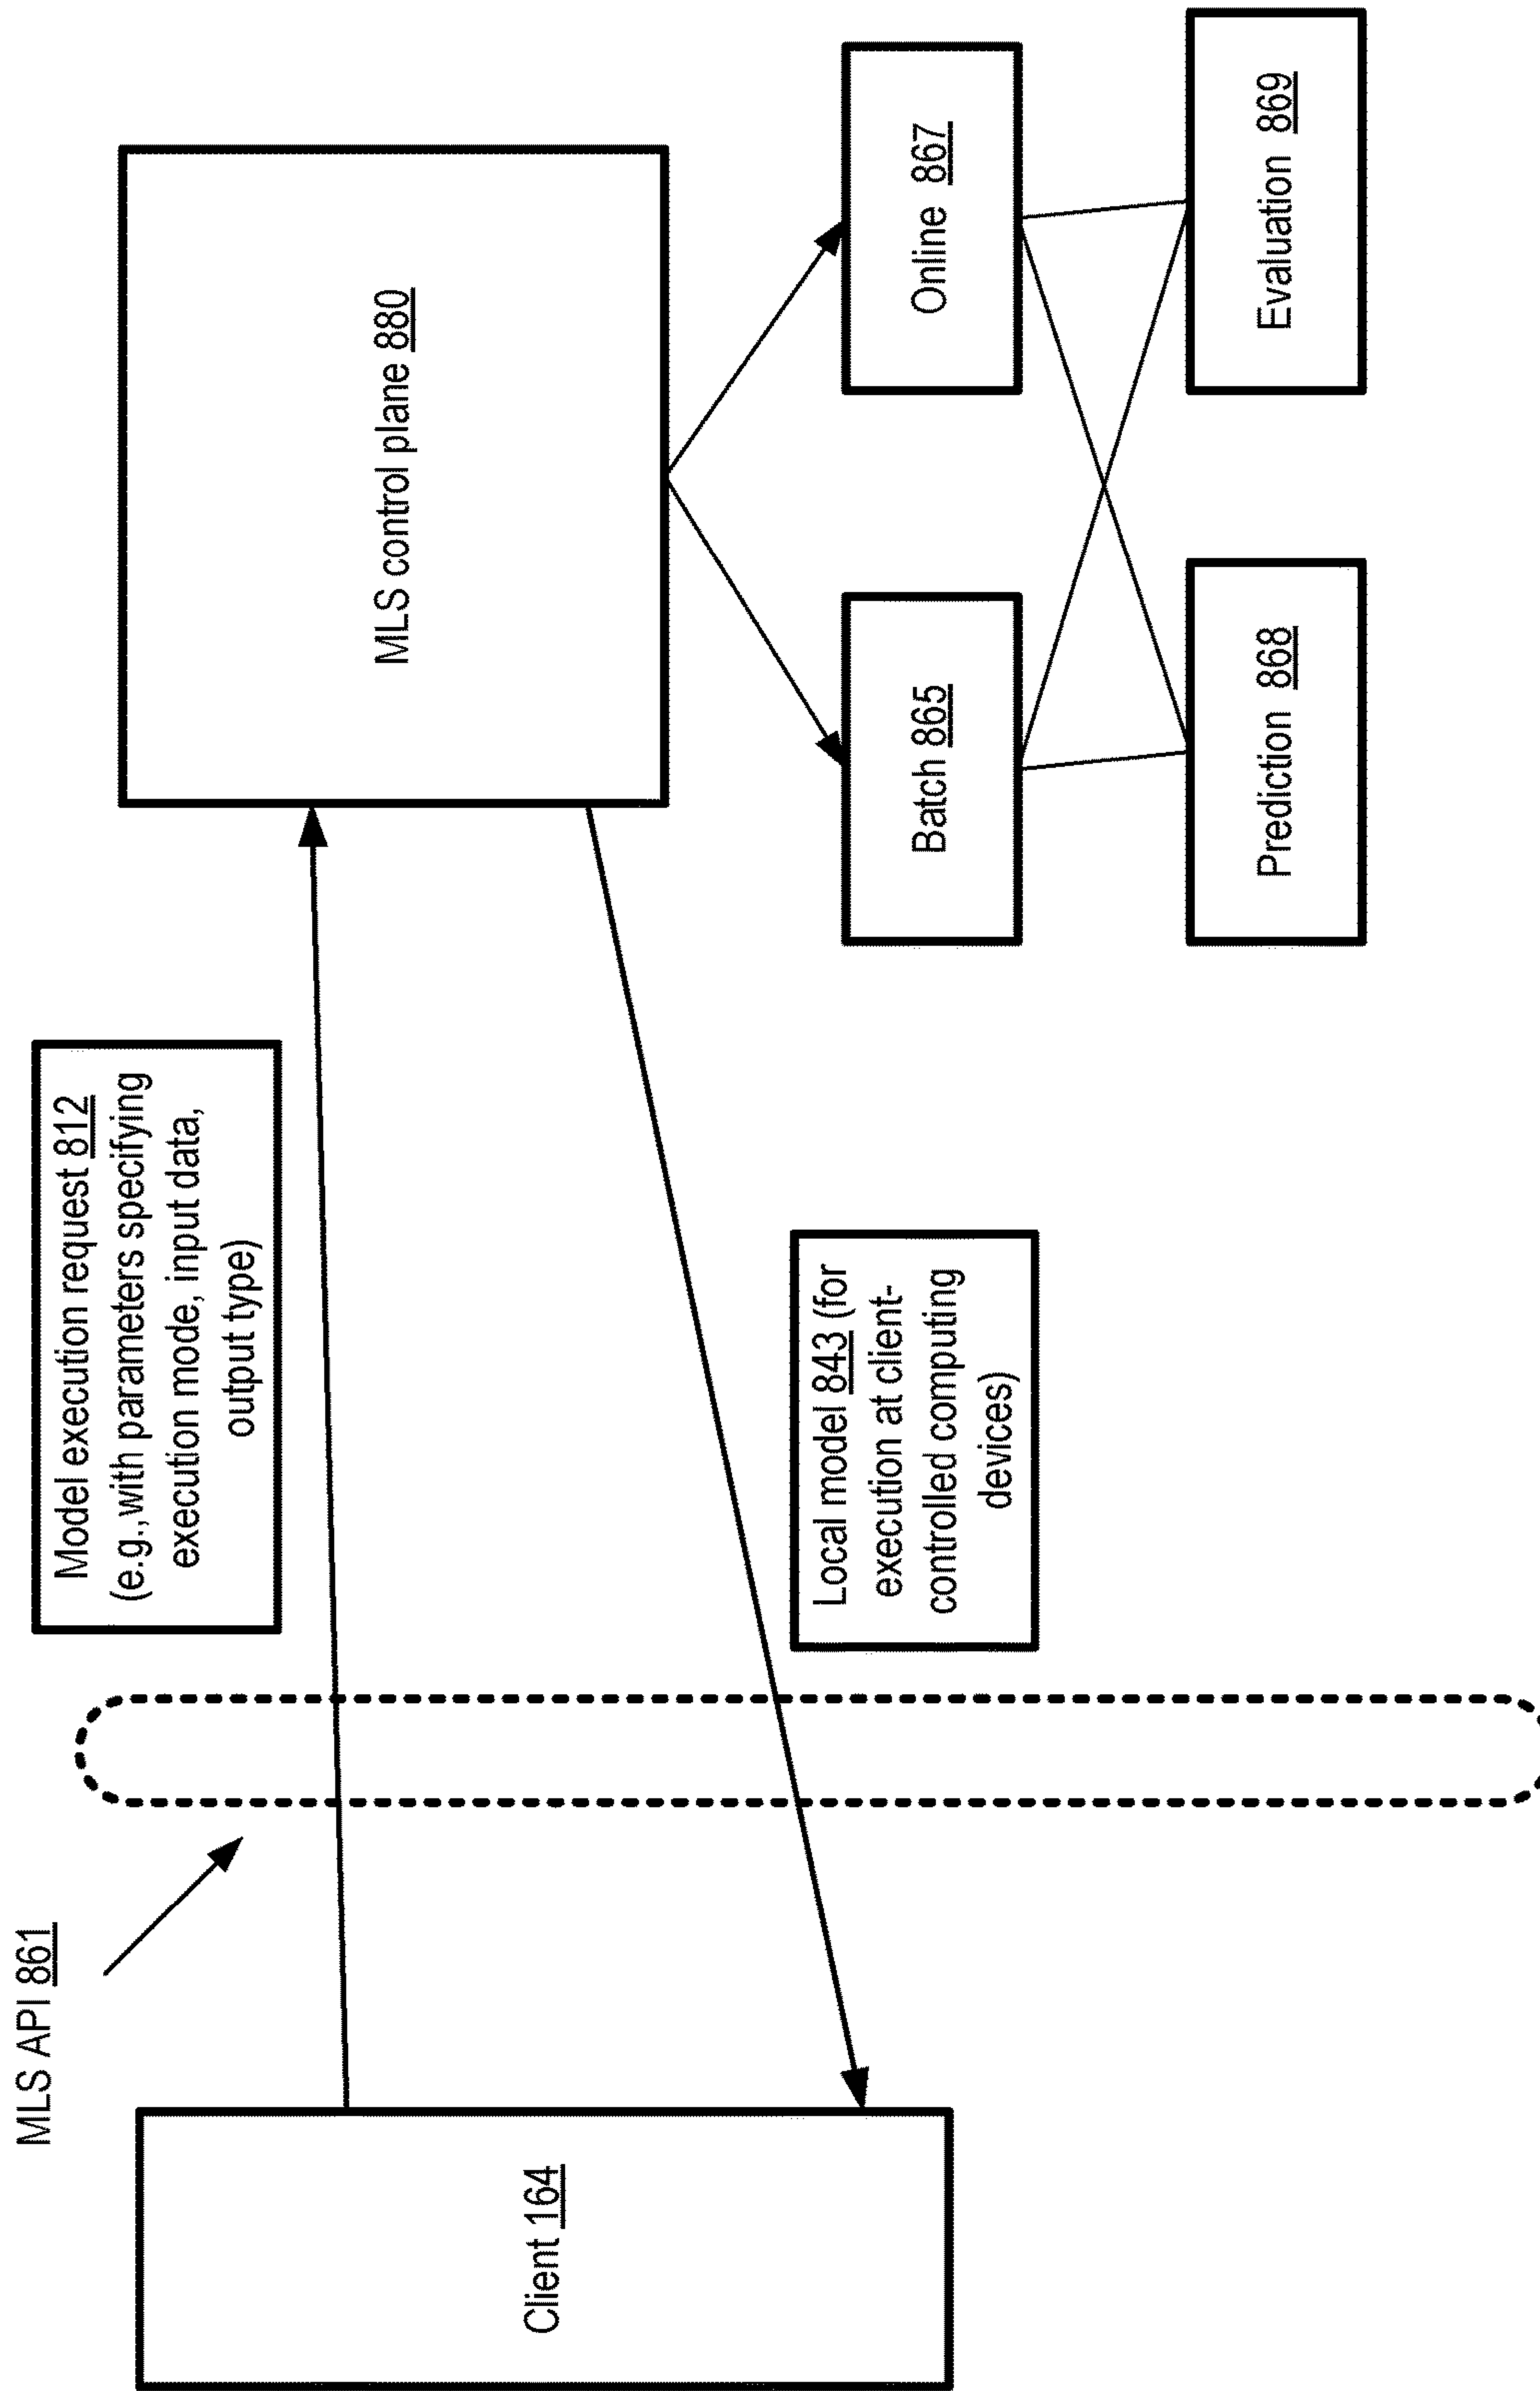 MLS API 861
Model execution request 812
(e.g.,with parameters specifying
execution mode, input data,
output type)
Client 164
MLS control plane 880
Local model 843 (for
execution at client-
controlled computing
devices)
Batch 865
Online 867
Prediction 868
Evaluation 869